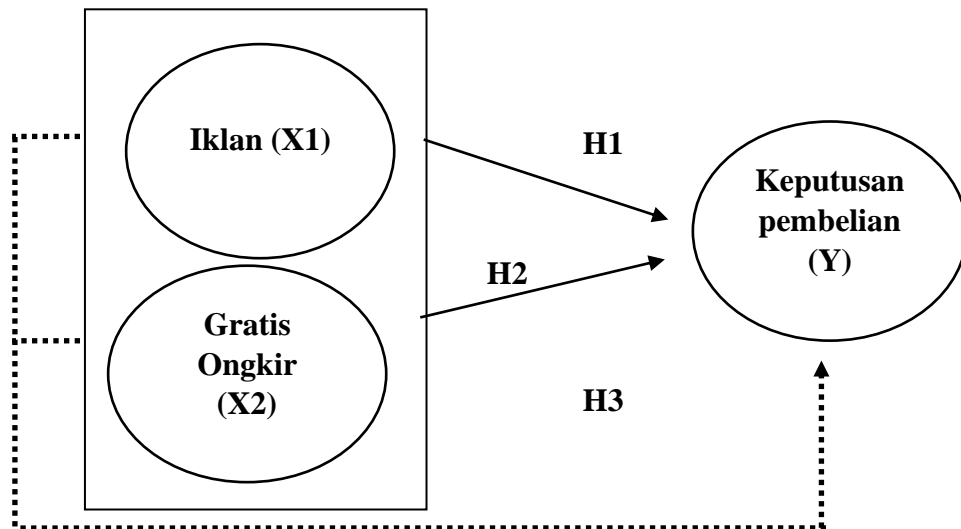 Iklan (X1)
H1
Keputusan
pembelian
(Y)
H2
Gratis
Ongkir
(X2)
H3